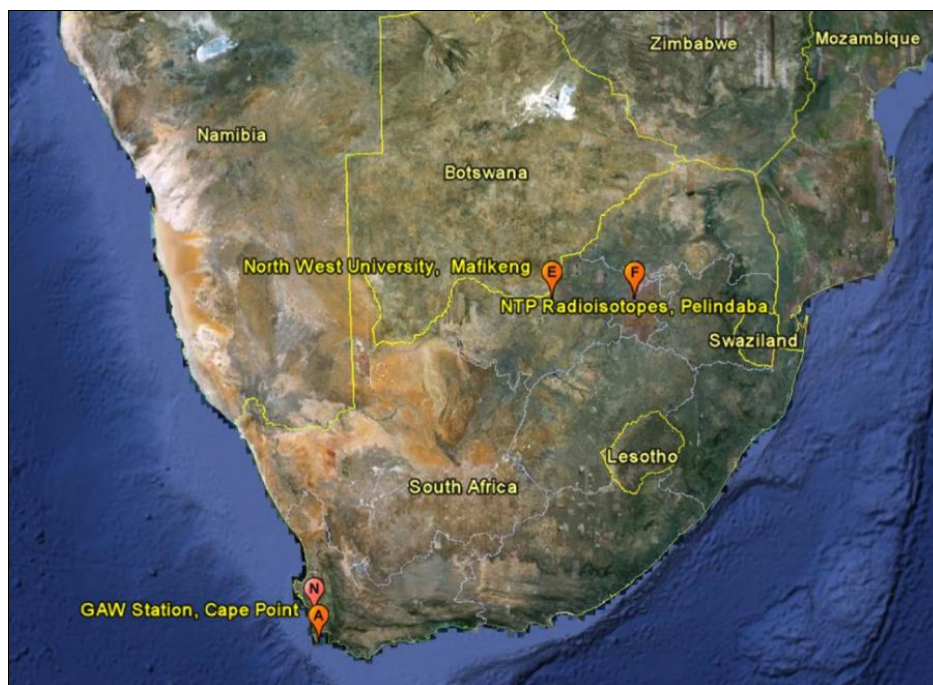 Zimbabwe
Mozambique
Namibia
Botswana
North West University, Mafikeng
E
F
NTP Radioisotopes, Pelindaba
Swaziland
Lesotho
South Africa
N
GAW Station, Cape Point
A